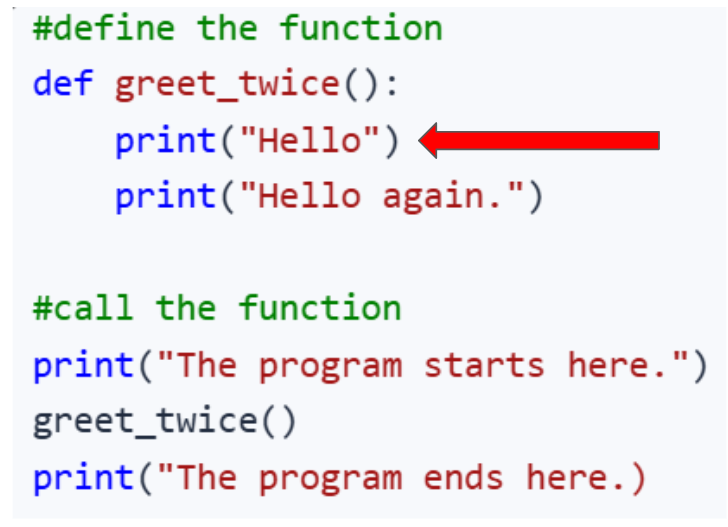 #define the function
def greet_twice():
    print("Hello")
    print("Hello again.")
#call the function
print("The program starts here.")
greet_twice()
print("The program ends here.)